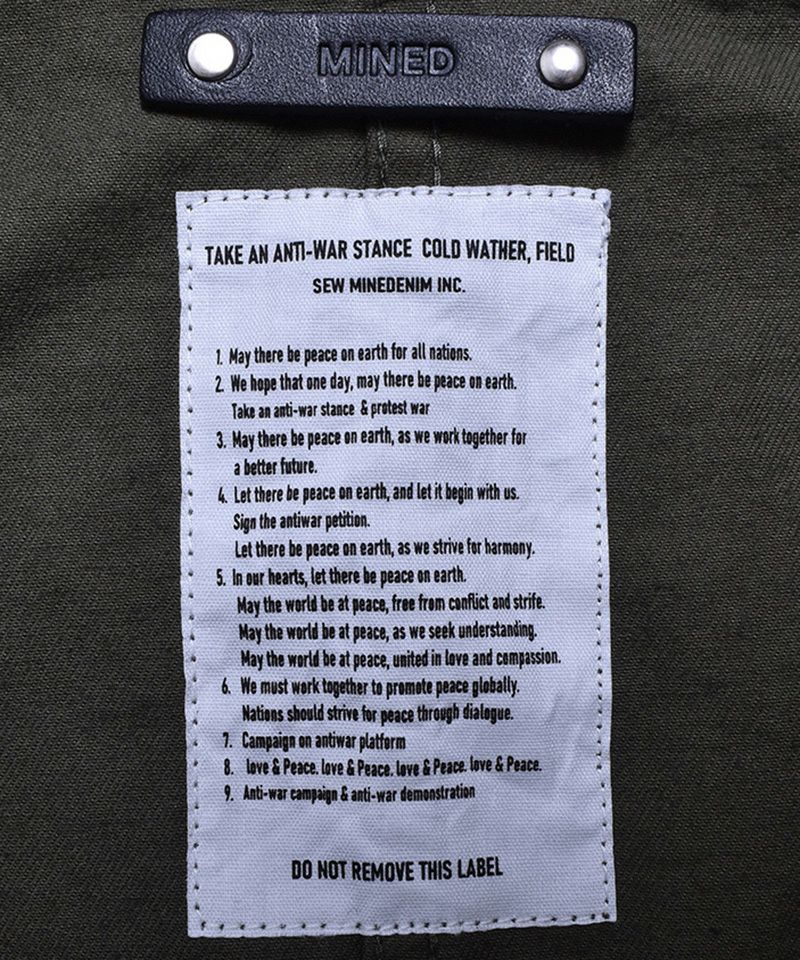 MINED
TAKE AN ANTI-WAR STANCE COLD WATHER, FIELD
SEW MINEDENIM INC.
1. May there be peace on earth for all nations.
2. We hope that one day, may there be peace on earth.
Take an anti-war stance & protest war
3. May there be peace on earth, as we work together for
a better future.
4. Let there be peace on earth, and let it begin with us.
Sign the antiwar petition.
Let there be peace on earth, as we strive for harmony.
5. In our hearts, let there be peace on earth.
May the world be at peace, free from conflict and strife.
May the world be at peace, as we seek understanding.
May the world be at peace, united in love and compassion.
6. We must work together to promote peace globally.
Nations should strive for peace through dialogue.
7. Campaign on antiwar platform
8. love & Peace. love & Peace. love & Peace. love & Peace.
9. Anti-war campaign & anti-war demonstration
DO NOT REMOVE THIS LABEL